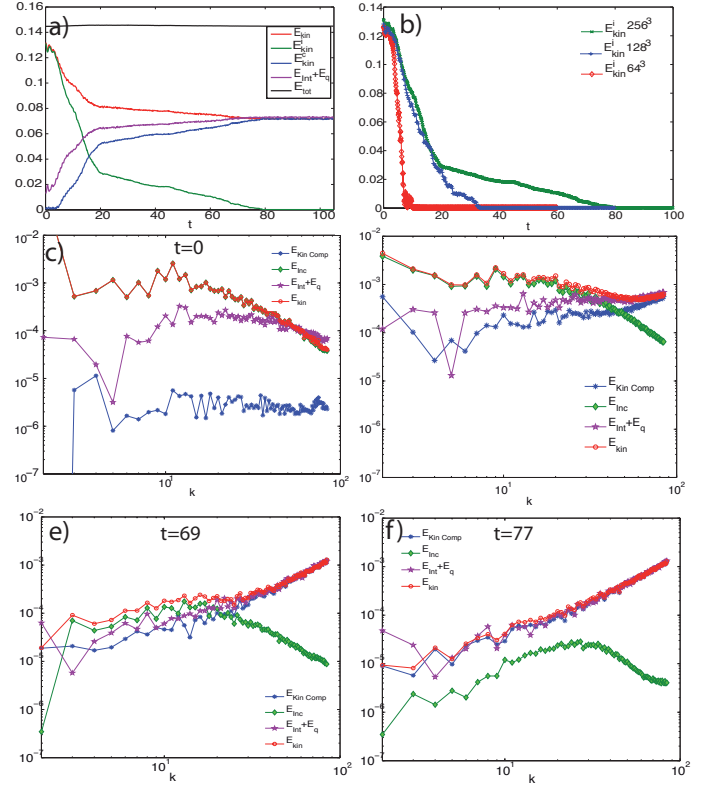 a)
0.16
0.14
0.12
0.1
0.08
0.06
0.04
0.02
0
0 20 40 60 80 100
t
E_kin
E^i_kin
E^c_kin
E_Int+E_q
E_tot
b)
0.14
0.12
0.1
0.08
0.06
0.04
0.02
0
0 20 40 60 80 100
t
E^i_kin 256^3
E^i_kin 128^3
E^i_kin 64^3
c)
t=0
10^-2
10^-3
10^-4
10^-5
10^-6
10^-7
10^1 10^2
k
E_Kin Comp
E_Inc
E_Int+E_q
E_kin
10^-2
10^-3
10^-4
10^-5
10^-6
10^-7
10^1 10^2
k
E_Kin Comp
E_Inc
E_Int+E_q
E_kin
e)
t=69
10^-2
10^-3
10^-4
10^-5
10^-6
10^-7
10^1 10^2
k
E_Kin Comp
E_Inc
E_Int+E_q
E_kin
f)
t=77
10^-2
10^-3
10^-4
10^-5
10^-6
10^-7
10^1 10^2
k
E_Kin Comp
E_Inc
E_Int+E_q
E_kin